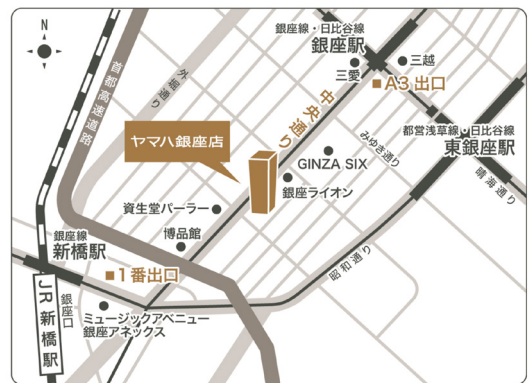 N
銀座線・日比谷線
銀座駅
三越
三愛
A3 出口
首都高速道路
外堀通り
中央通り
都営浅草線・日比谷線
東銀座駅
ヤマハ銀座店
みゆき通り
GINZA SIX
晴海通り
銀座ライオン
資生堂パーラー
博品館
銀座線
新橋駅
昭和通り
1番出口
JR 新橋駅
銀座口
ミュージックアベニュー
銀座アネックス